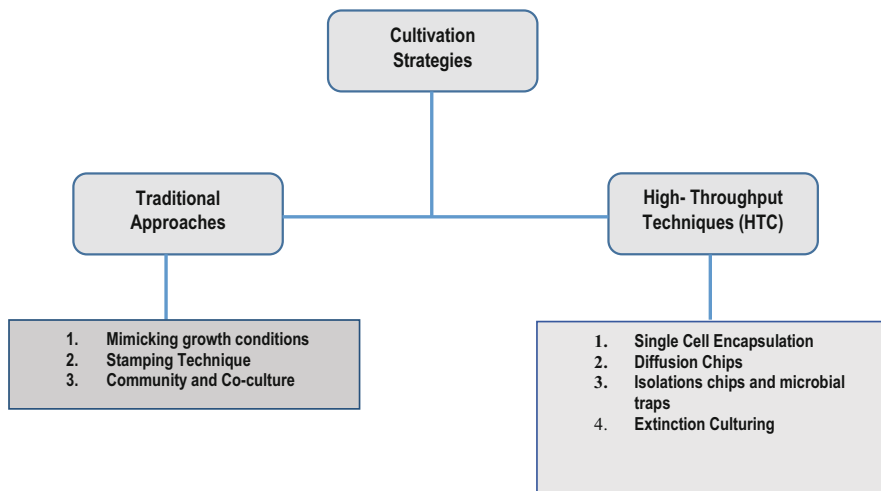 Cultivation
Strategies
Traditional
Approaches
High- Throughput
Techniques (HTC)
1. Mimicking growth conditions
2. Stamping Technique
3. Community and Co-culture
1. Single Cell Encapsulation
2. Diffusion Chips
3. Isolations chips and microbial
traps
4. Extinction Culturing